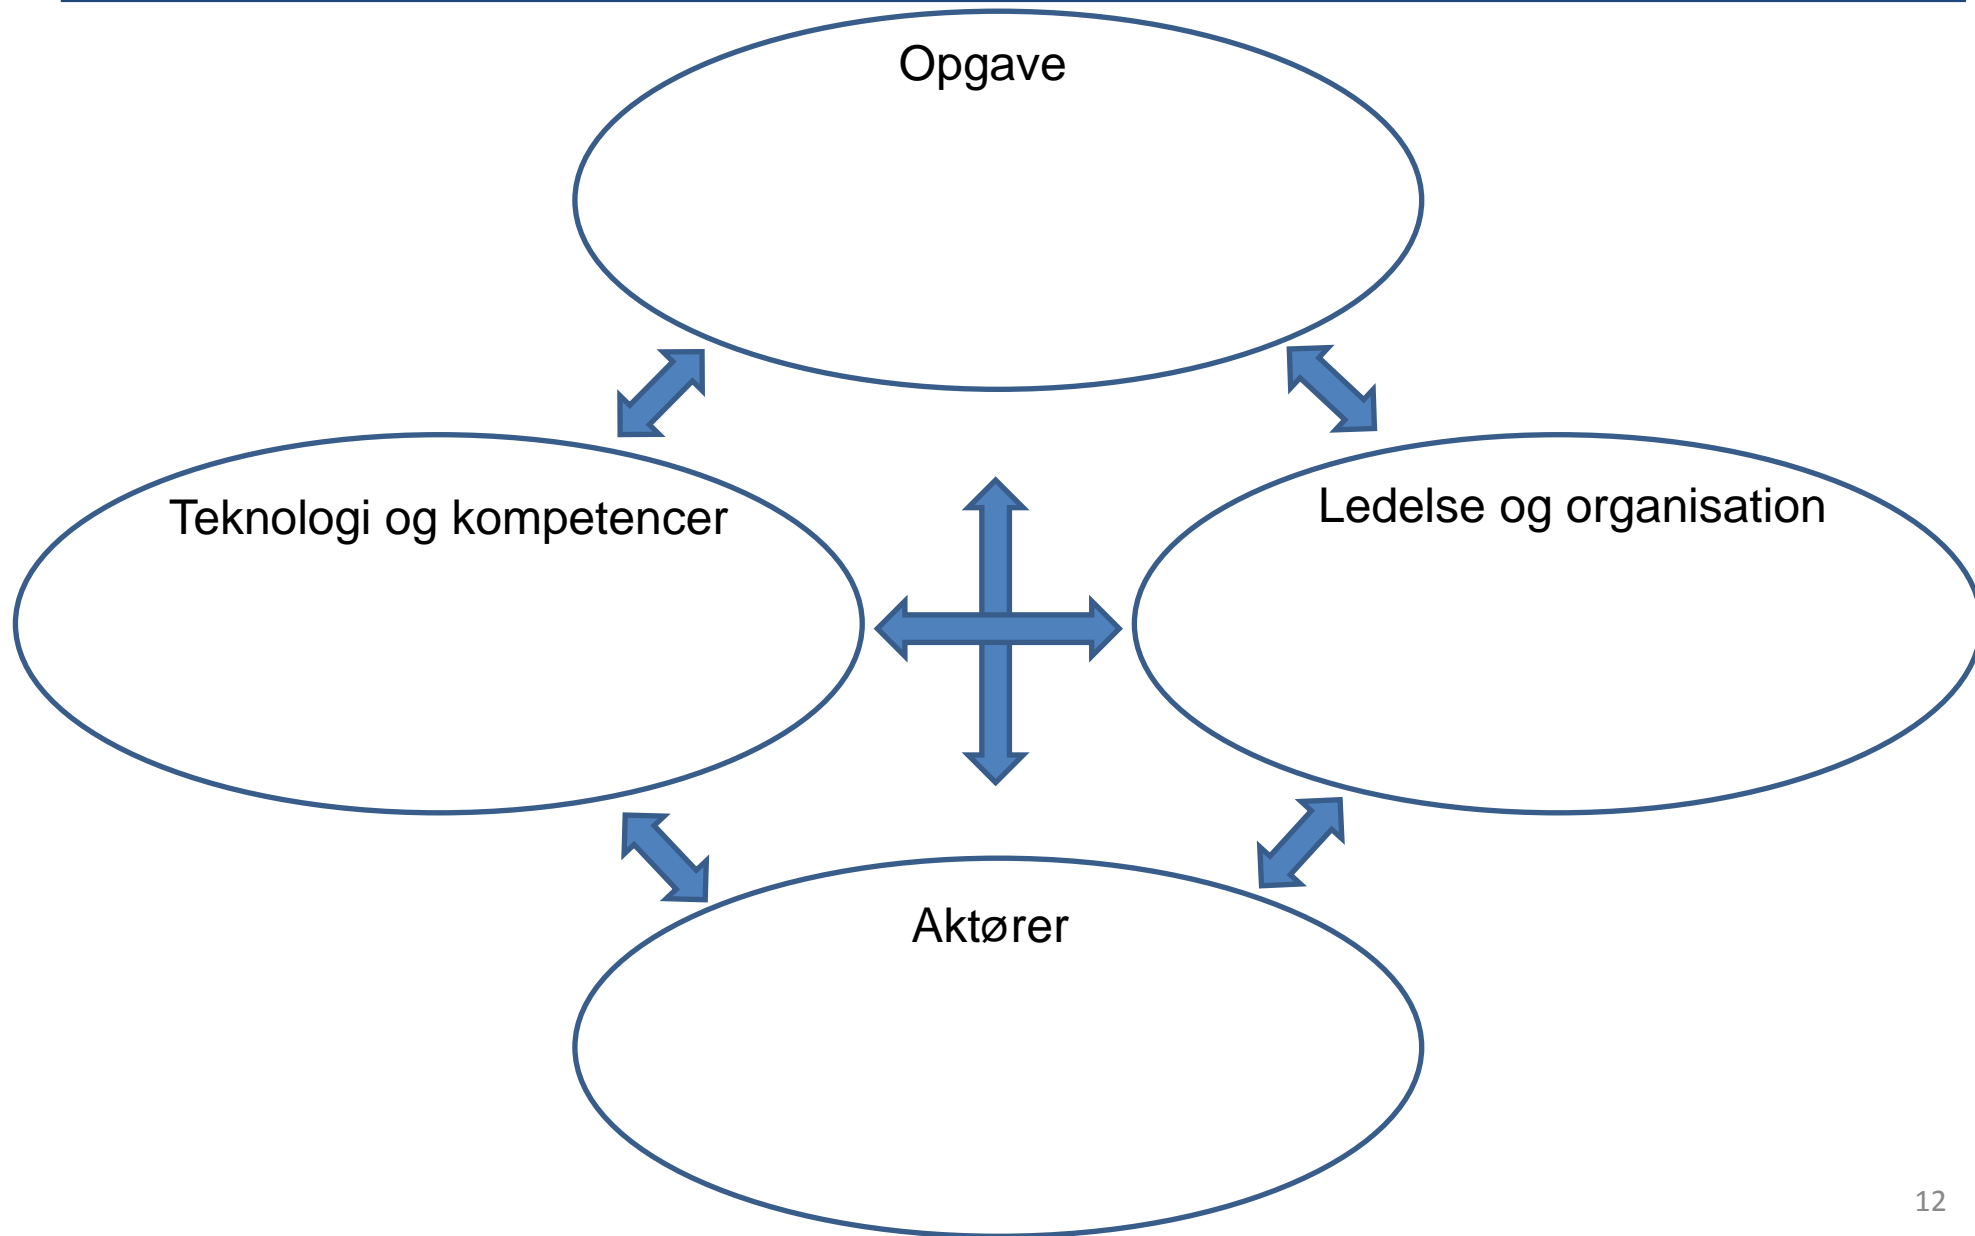 Opgave
Teknologi og kompetencer
Ledelse og organisation
Aktører
12